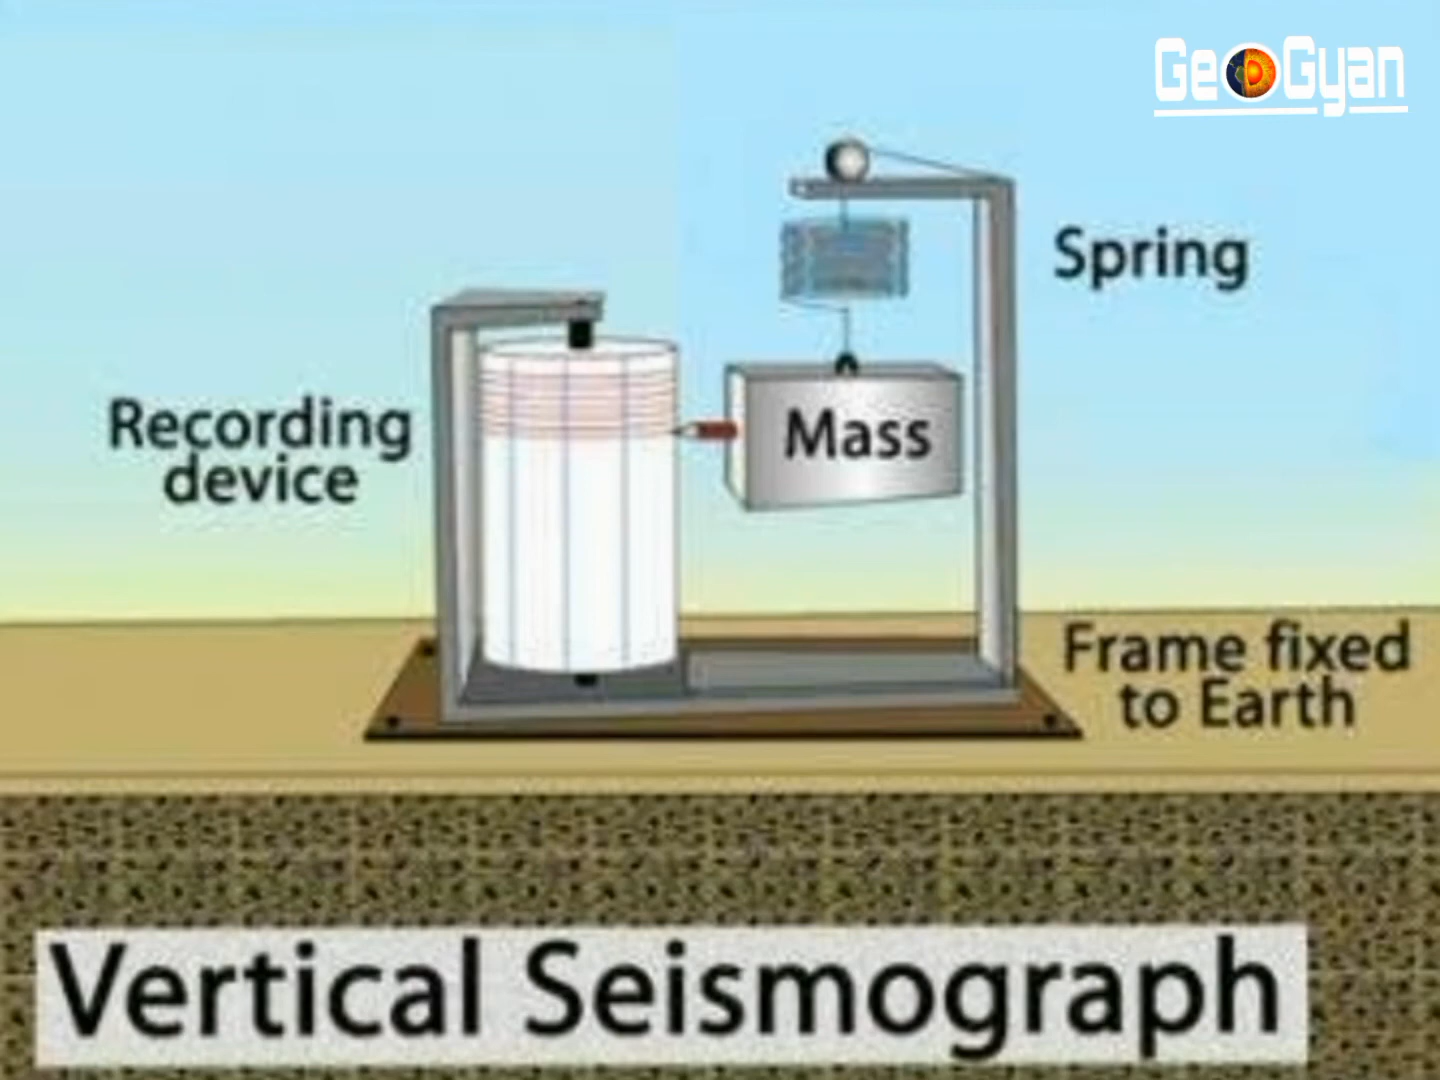 GeoGyan
Spring
Recording
device
Mass
Frame fixed
to Earth
Vertical Seismograph